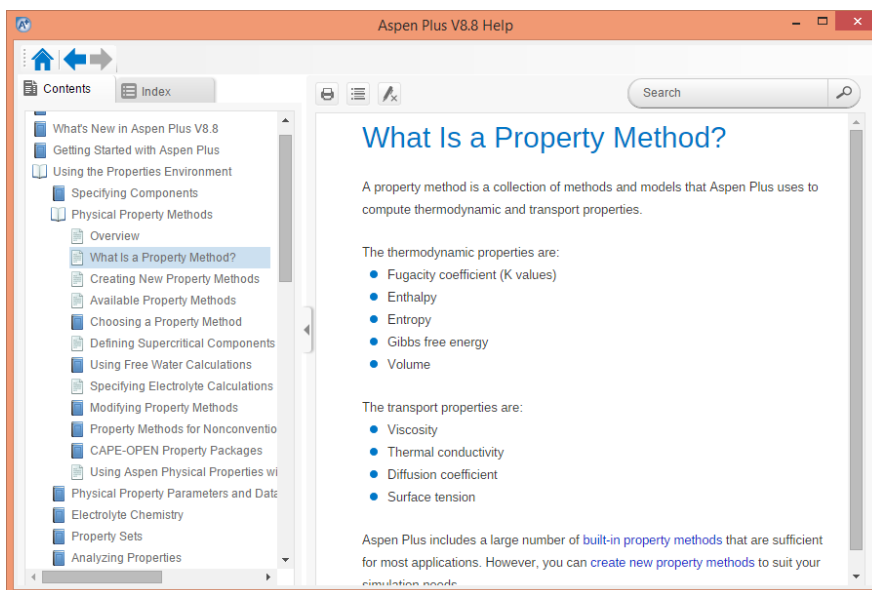 Aspen Plus V8.8 Help
Contents
Index
Search
What's New in Aspen Plus V8.8
Getting Started with Aspen Plus
Using the Properties Environment
Specifying Components
Physical Property Methods
Overview
What Is a Property Method?
Creating New Property Methods
Available Property Methods
Choosing a Property Method
Defining Supercritical Components
Using Free Water Calculations
Specifying Electrolyte Calculations
Modifying Property Methods
Property Methods for Nonconventio
CAPE-OPEN Property Packages
Using Aspen Physical Properties wi
Physical Property Parameters and Data
Electrolyte Chemistry
Property Sets
Analyzing Properties
What Is a Property Method?
A property method is a collection of methods and models that Aspen Plus uses to
compute thermodynamic and transport properties.
The thermodynamic properties are:
Fugacity coefficient (K values)
Enthalpy
Entropy
Gibbs free energy
Volume
The transport properties are:
Viscosity
Thermal conductivity
Diffusion coefficient
Surface tension
Aspen Plus includes a large number of built-in property methods that are sufficient
for most applications. However, you can create new property methods to suit your
simulation needs